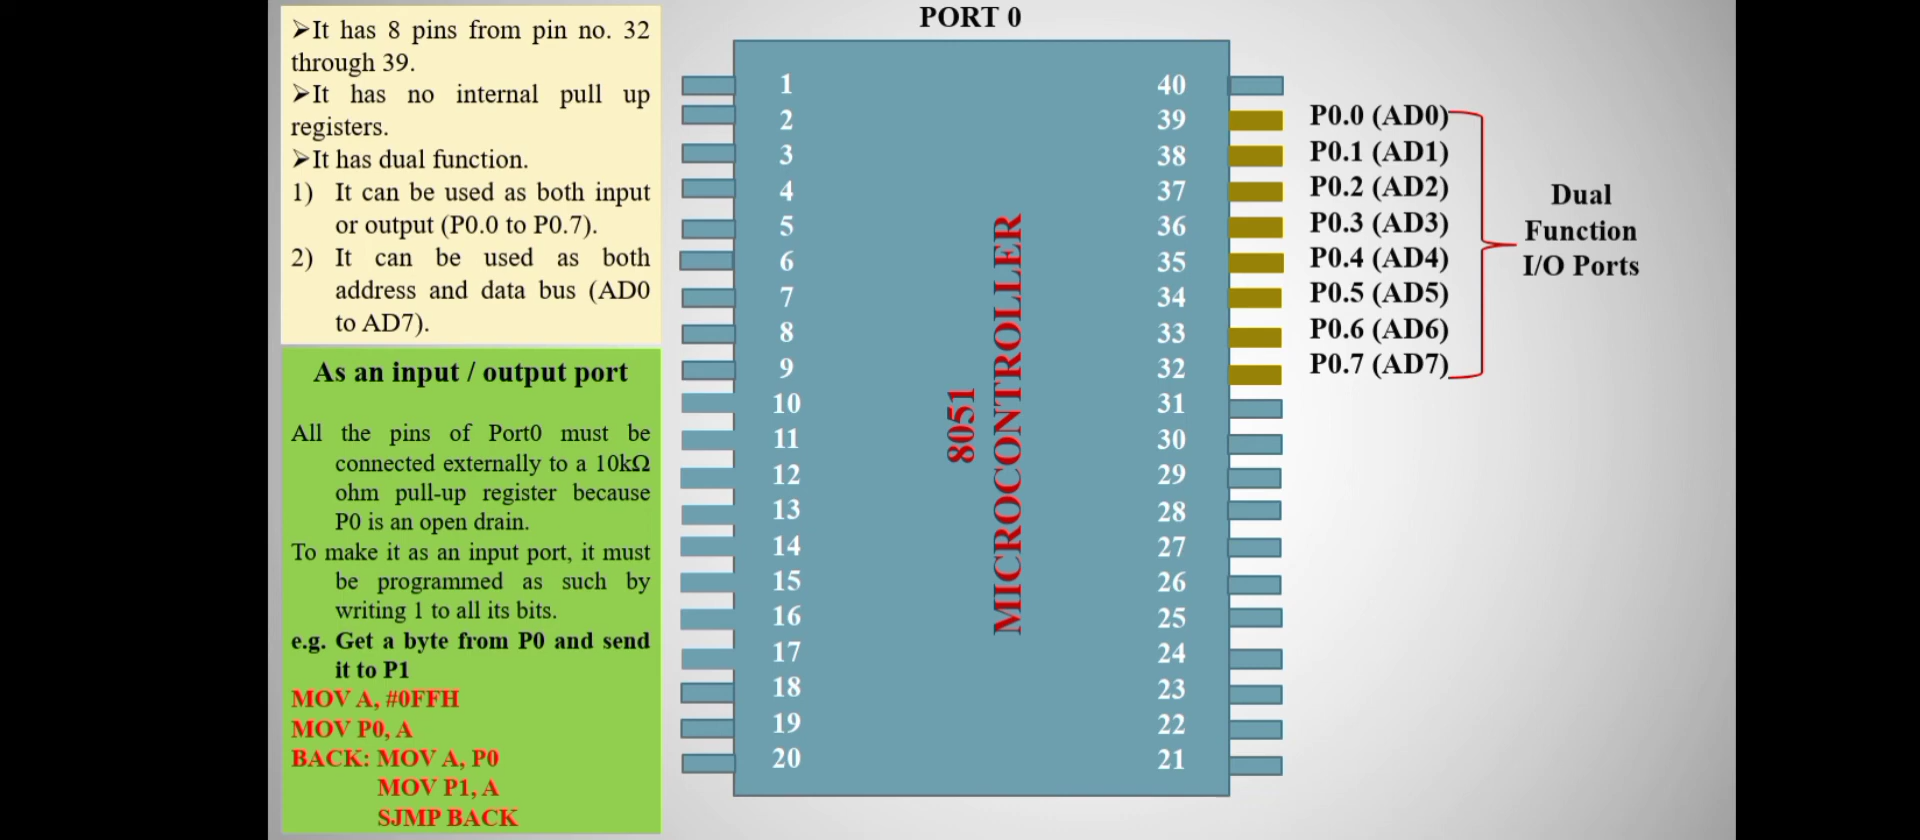 PORT 0
➢It has 8 pins from pin no. 32
through 39.
➢It has no internal pull up
registers.
➢It has dual function.
1) It can be used as both input
or output (P0.0 to P0.7).
2) It can be used as both
address and data bus (AD0
to AD7).
As an input / output port
All the pins of Port0 must be
connected externally to a 10kΩ
ohm pull-up register because
P0 is an open drain.
To make it as an input port, it must
be programmed as such by
writing 1 to all its bits.
e.g. Get a byte from P0 and send
it to P1
MOV A, #0FFH
MOV P0, A
BACK: MOV A, P0
MOV P1, A
SJMP BACK
1
2
3
4
5
6
7
8
9
10
11
12
13
14
15
16
17
18
19
20
8051
MICROCONTROLLER
40
39
38
37
36
35
34
33
32
31
30
29
28
27
26
25
24
23
22
21
P0.0 (AD0)
P0.1 (AD1)
P0.2 (AD2)
P0.3 (AD3)
P0.4 (AD4)
P0.5 (AD5)
P0.6 (AD6)
P0.7 (AD7)
Dual
Function
I/O Ports